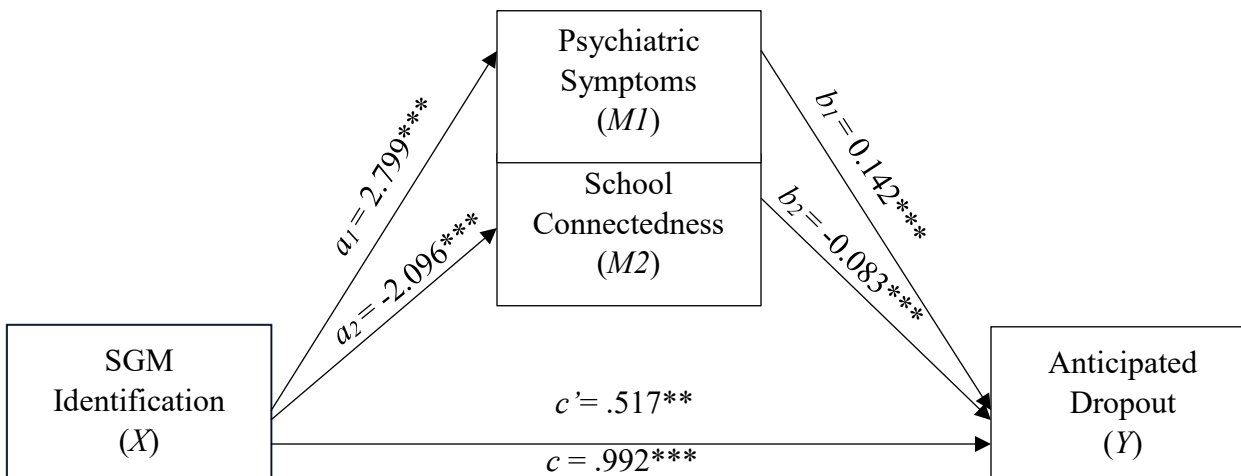 Psychiatric
Symptoms
(M1)
School
Connectedness
(M2)
a1 = 2.799***
a2 = -2.096***
b1 = 0.142***
b2 = -0.083***
SGM
Identification
(X)
c’= .517**
c = .992***
Anticipated
Dropout
(Y)